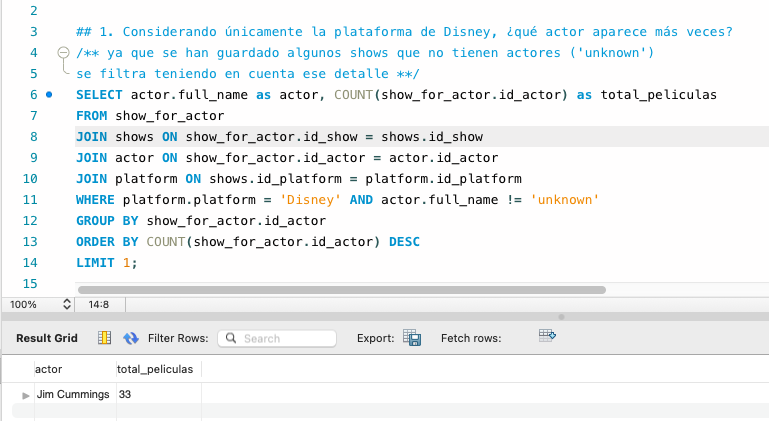 2
3 ## 1. Considerando únicamente la plataforma de Disney, ¿qué actor aparece más veces?
4 /** ya que se han guardado algunos shows que no tienen actores ('unknown')
5 se filtra teniendo en cuenta ese detalle **/
6 SELECT actor.full_name as actor, COUNT(show_for_actor.id_actor) as total_peliculas
7 FROM show_for_actor
8 JOIN shows ON show_for_actor.id_show = shows.id_show
9 JOIN actor ON show_for_actor.id_actor = actor.id_actor
10 JOIN platform ON shows.id_platform = platform.id_platform
11 WHERE platform.platform = 'Disney' AND actor.full_name != 'unknown'
12 GROUP BY show_for_actor.id_actor
13 ORDER BY COUNT(show_for_actor.id_actor) DESC
14 LIMIT 1;
15
100% 14:8
Result Grid Filter Rows: Search Export: Fetch rows:
actor total_peliculas
Jim Cummings 33